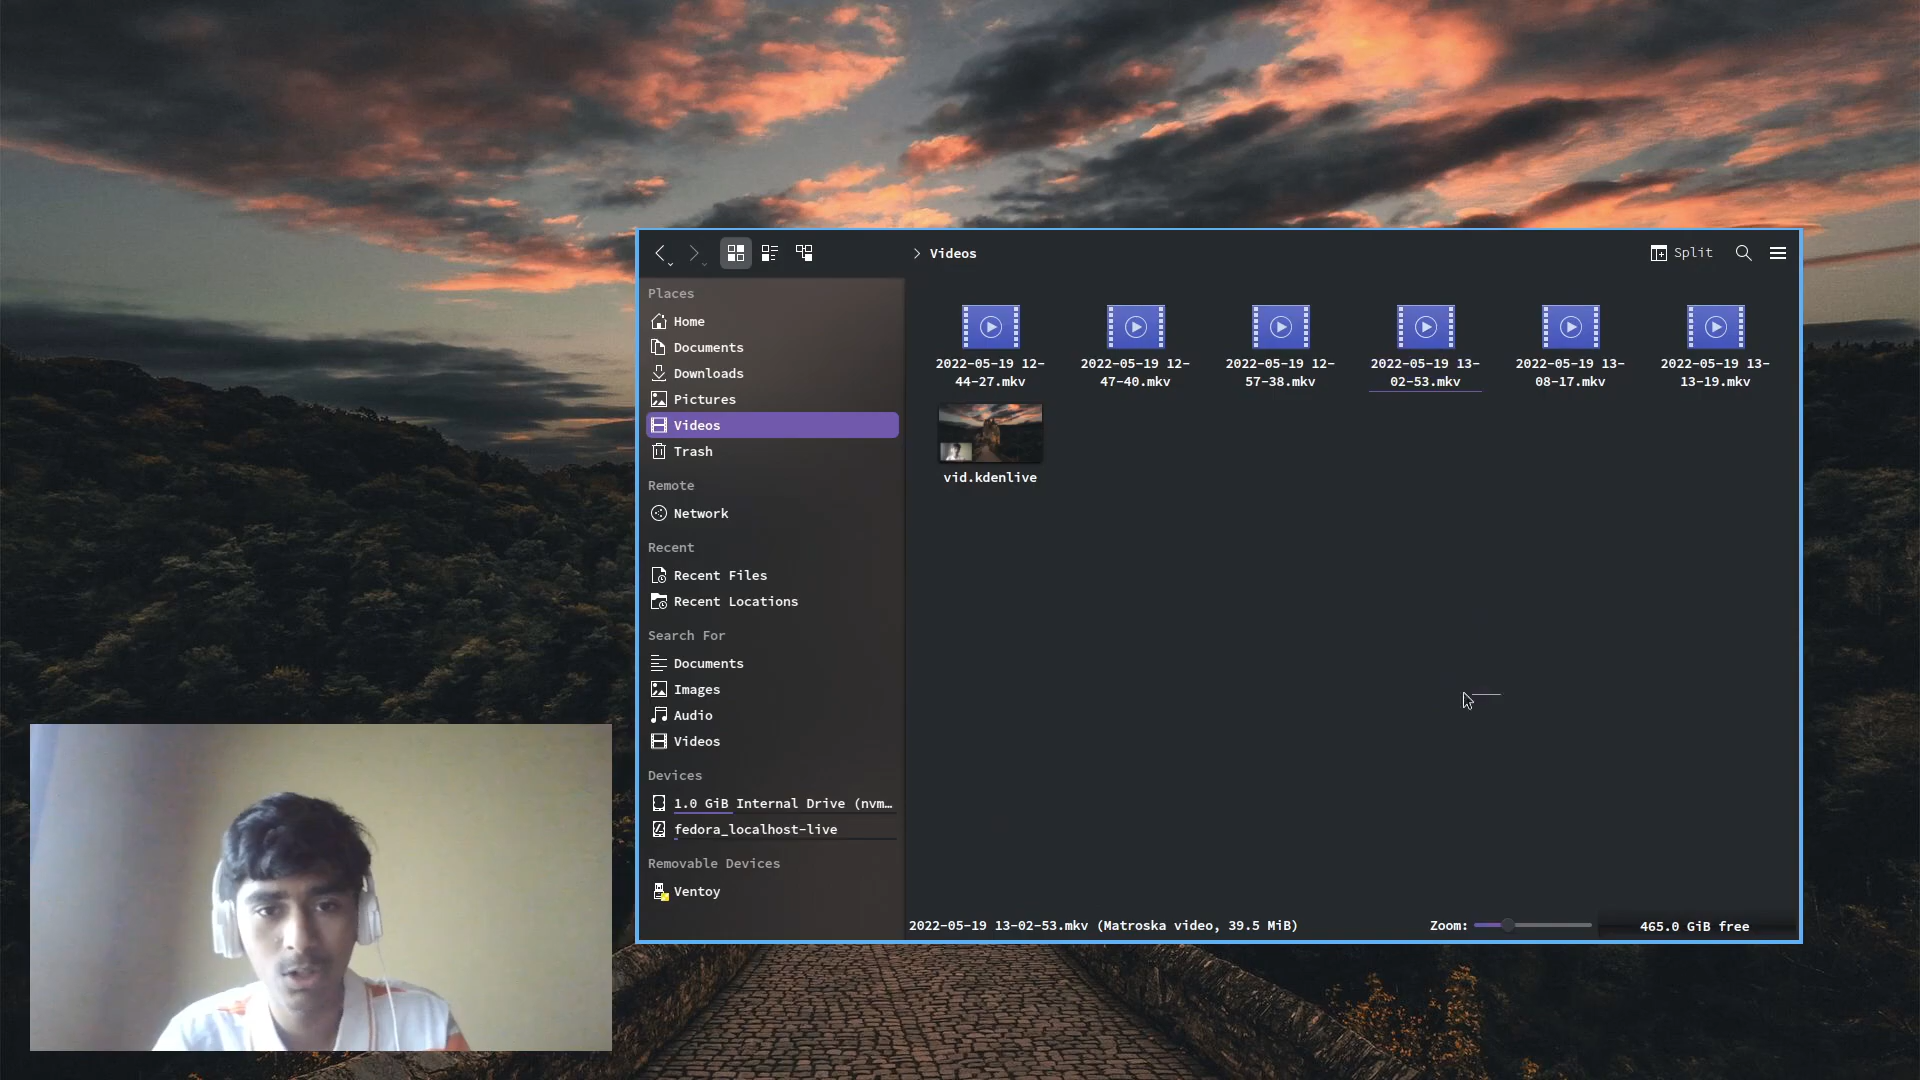 Videos
Split
Places
Home
Documents
Downloads
Pictures
Videos
Trash
Remote
Network
Recent
Recent Files
Recent Locations
Search For
Documents
Images
Audio
Videos
Devices
1.0 GiB Internal Drive (nvm…
fedora_localhost-live
Removable Devices
Ventoy
2022-05-19 12-
44-27.mkv
2022-05-19 12-
47-40.mkv
2022-05-19 12-
57-38.mkv
2022-05-19 13-
02-53.mkv
2022-05-19 13-
08-17.mkv
2022-05-19 13-
13-19.mkv
vid.kdenlive
2022-05-19 13-02-53.mkv (Matroska video, 39.5 MiB)
Zoom:
465.0 GiB free